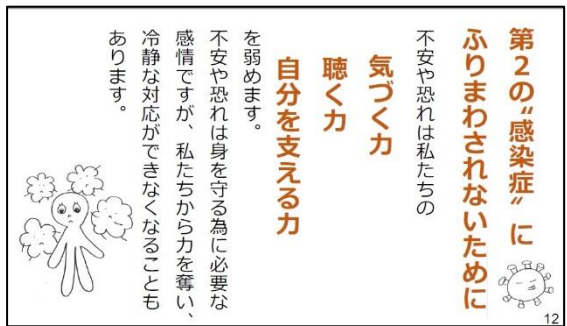 第2の〝感染症〟に
ふりまわされないために
不安や恐れは私たちの
気づく力
聴く力
自分を支える力
を弱めます。
不安や恐れは身を守る為に必要な
感情ですが、私たちから力を奪い、
冷静な対応ができなくなることも
あります。
12